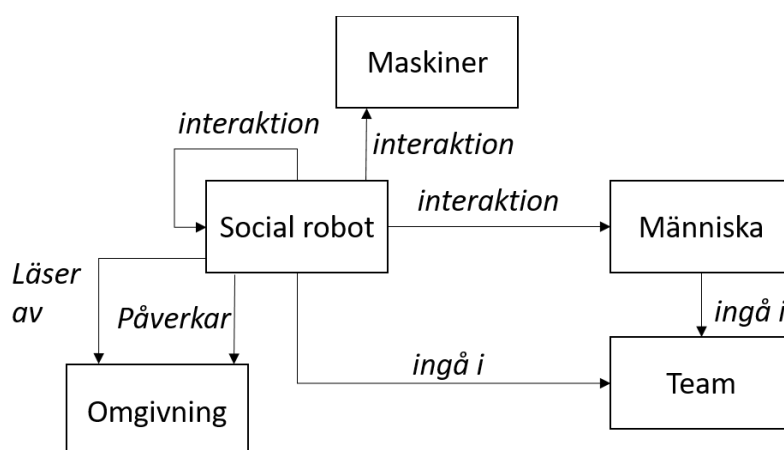 Maskiner
interaktion
interaktion
Social robot
interaktion
Människa
Läser
av
Påverkar
ingå i
ingå i
Team
Omgivning